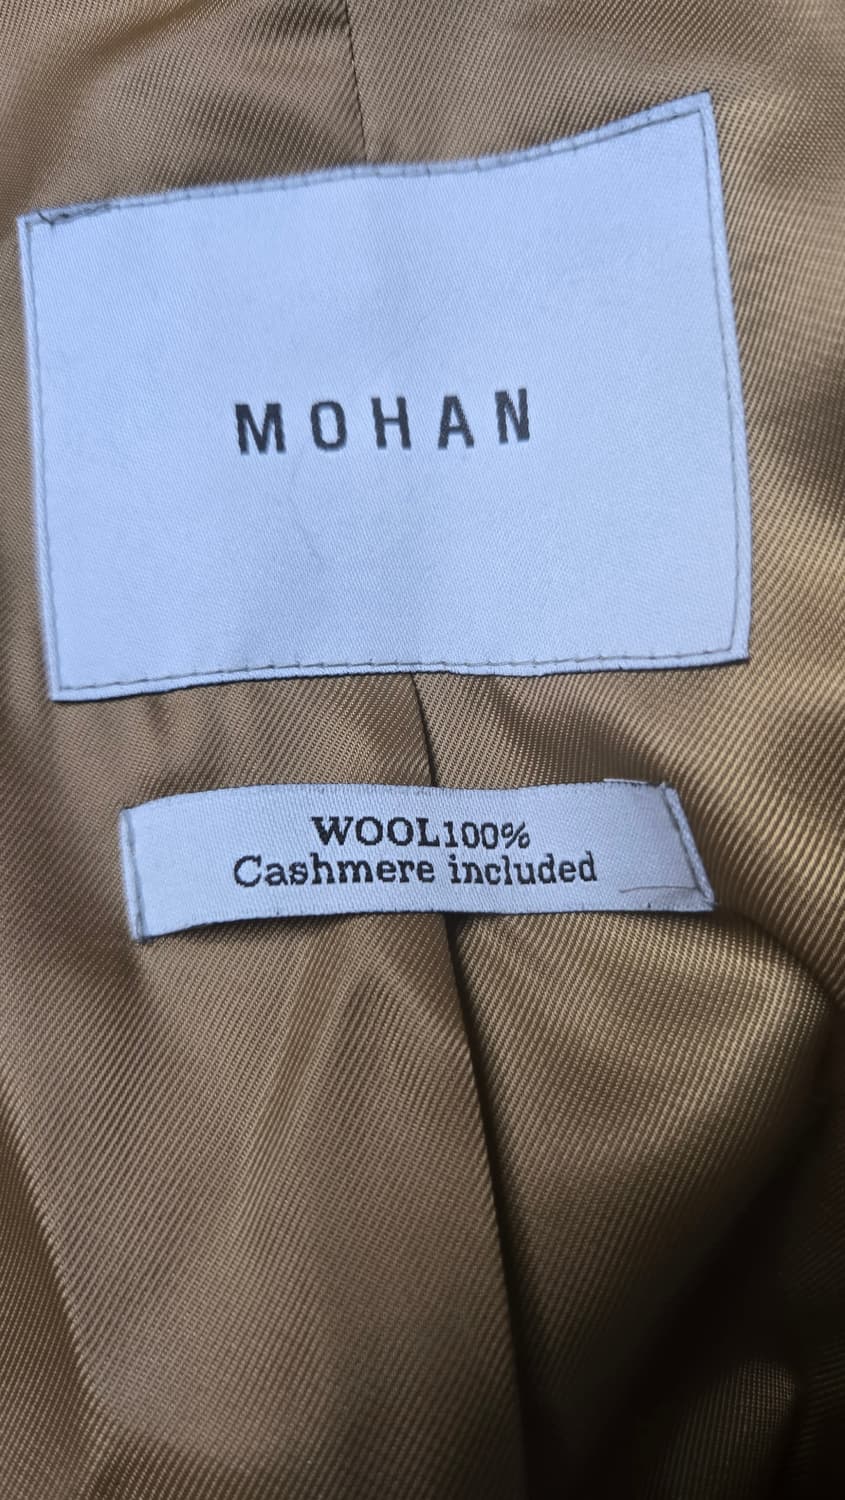 MOHAN
WOOL100%
Cashmere included